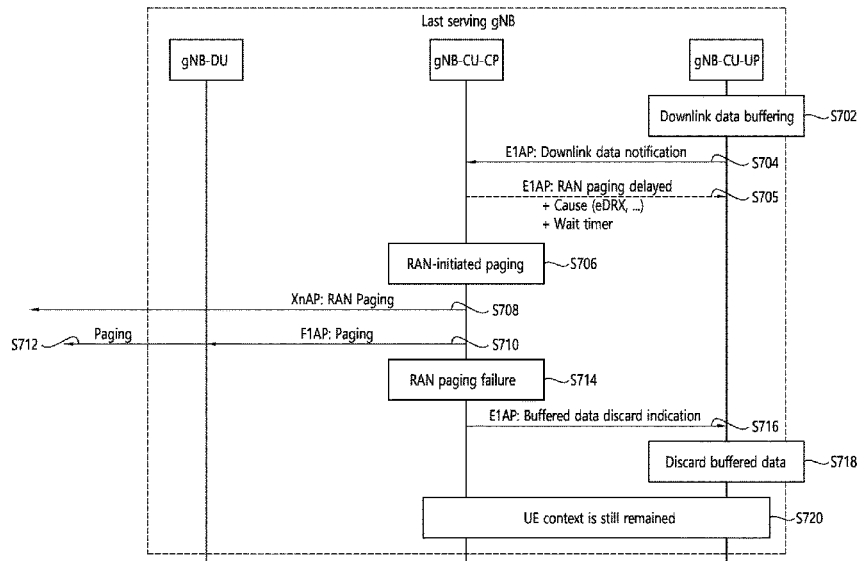 Last serving gNB
gNB-DU
gNB-CU-CP
gNB-CU-UP
Downlink data buffering
S702
E1AP: Downlink data notification
S704
E1AP: RAN paging delayed
+ Cause (eDRX, ...)
+ Wait timer
S705
RAN-initiated paging
S706
XnAP: RAN Paging
S708
S712
Paging
F1AP: Paging
S710
RAN paging failure
S714
E1AP: Buffered data discard indication
S716
Discard buffered data
S718
UE context is still remained
S720